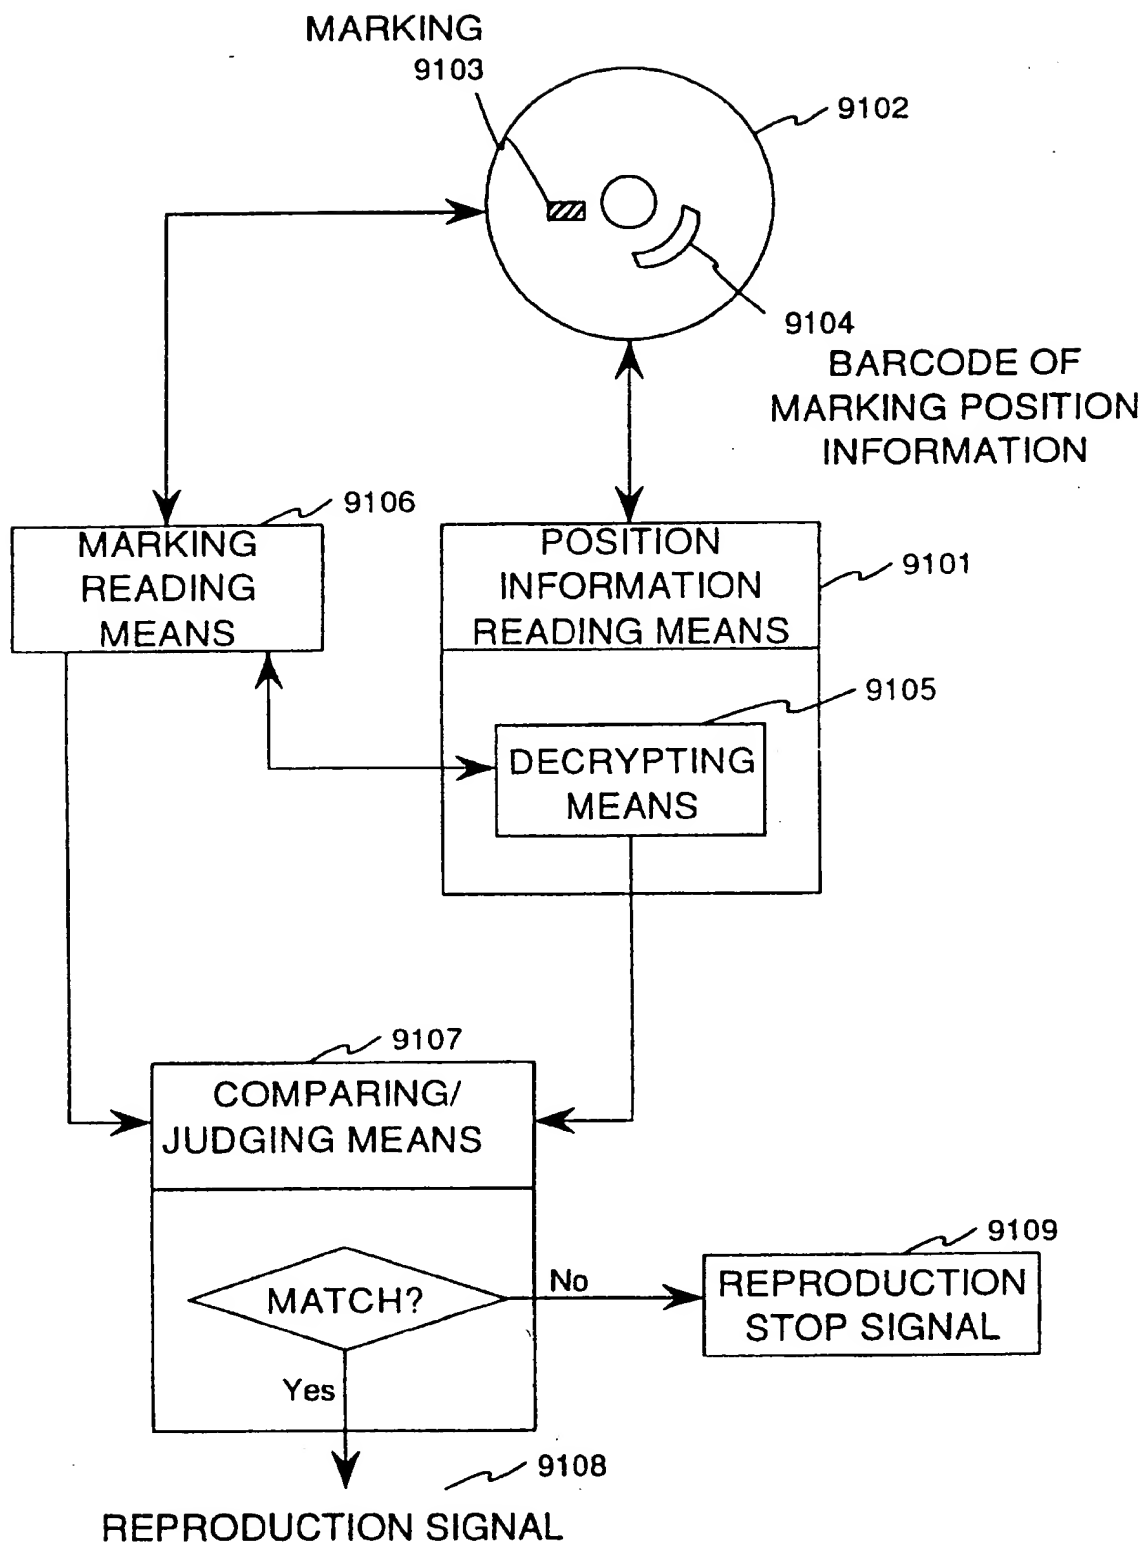 MARKING
9103
9102
9104
BARCODE OF
MARKING POSITION
INFORMATION
9106
MARKING
READING
MEANS
POSITION
INFORMATION
READING MEANS
9101
9105
DECRYPTING
MEANS
9107
COMPARING/
JUDGING MEANS
MATCH?
No
Yes
9109
REPRODUCTION
STOP SIGNAL
9108
REPRODUCTION SIGNAL